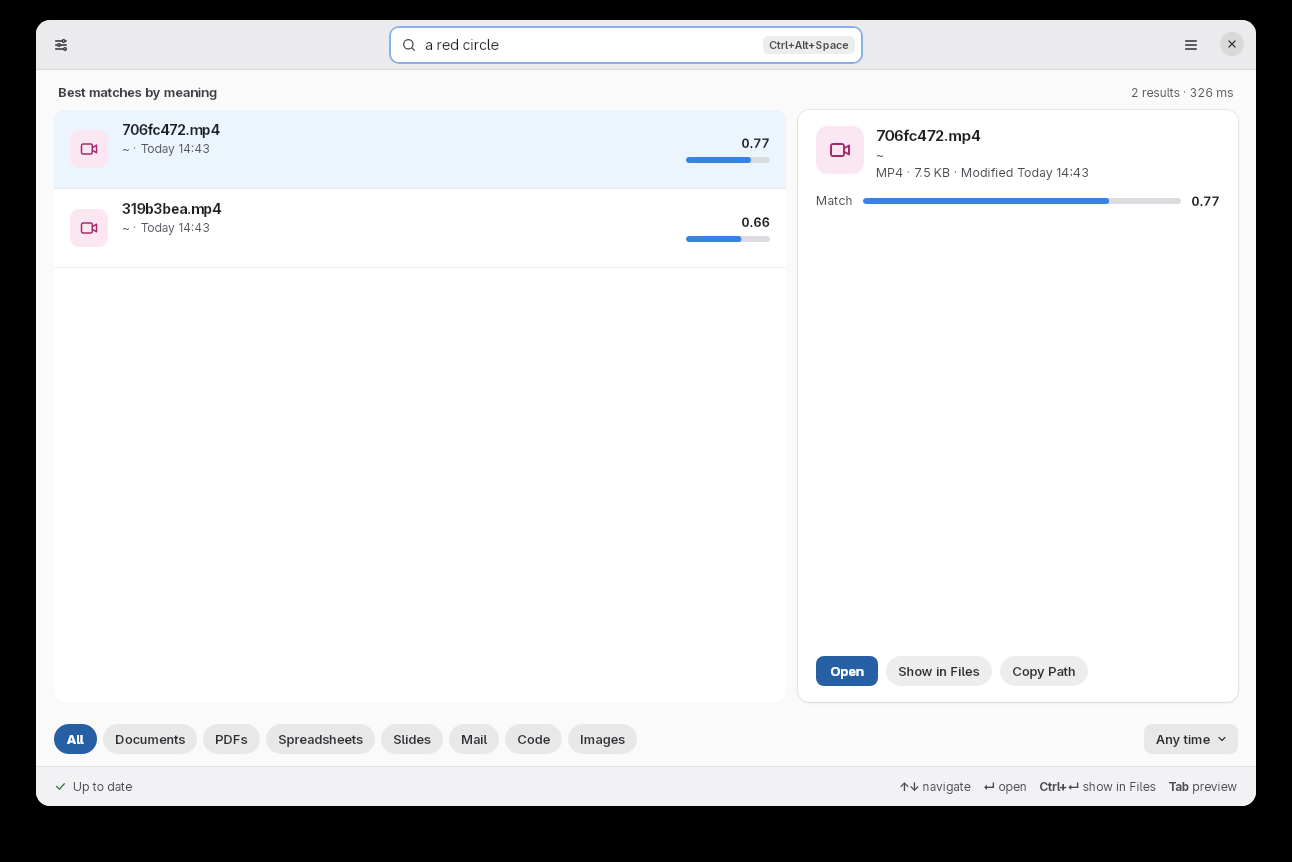 a red circle
Ctrl+Alt+Space
Best matches by meaning
2 results · 326 ms
706fc472.mp4
~ · Today 14:43
0.77
319b3bea.mp4
~ · Today 14:43
0.66
706fc472.mp4
~
MP4 · 7.5 KB · Modified Today 14:43
Match 0.77
Open Show in Files Copy Path
All Documents PDFs Spreadsheets Slides Mail Code Images Any time
Up to date ↑↓ navigate ↵ open Ctrl+↵ show in Files Tab preview